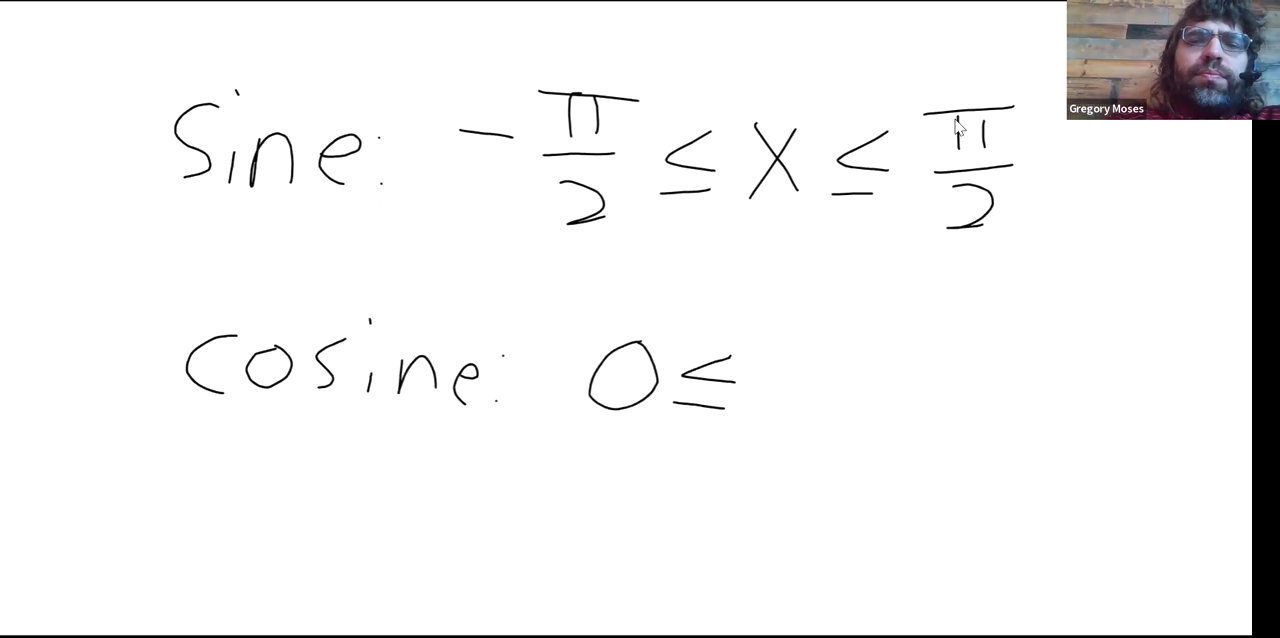 Gregory Moses
Sine: -π/2 ≤ x ≤ π/2
cosine: 0 ≤